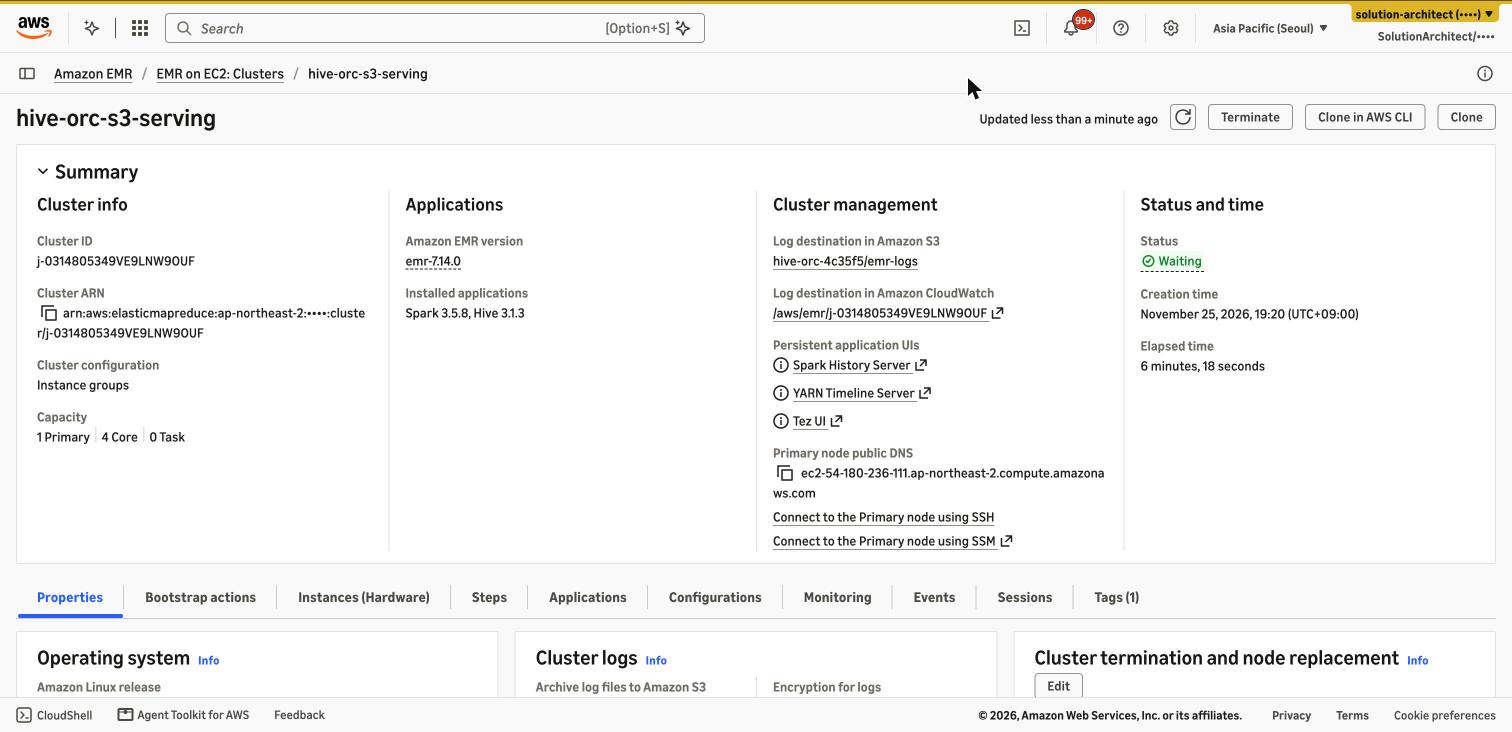 aws
Search
[Option+S]
99+
Asia Pacific (Seoul)
solution-architect (••••)
SolutionArchitect/••••
Amazon EMR / EMR on EC2: Clusters / hive-orc-s3-serving
hive-orc-s3-serving
Updated less than a minute ago
Terminate
Clone in AWS CLI
Clone
Summary
Cluster info
Cluster ID
j-0314805349VE9LNW9OUF
Cluster ARN
arn:aws:elasticmapreduce:ap-northeast-2:••••:cluste
r/j-0314805349VE9LNW9OUF
Cluster configuration
Instance groups
Capacity
1 Primary | 4 Core | 0 Task
Applications
Amazon EMR version
emr-7.14.0
Installed applications
Spark 3.5.8, Hive 3.1.3
Cluster management
Log destination in Amazon S3
hive-orc-4c35f5/emr-logs
Log destination in Amazon CloudWatch
/aws/emr/j-0314805349VE9LNW9OUF
Persistent application UIs
Spark History Server
YARN Timeline Server
Tez UI
Primary node public DNS
ec2-54-180-236-111.ap-northeast-2.compute.amazona
ws.com
Connect to the Primary node using SSH
Connect to the Primary node using SSM
Status and time
Status
Waiting
Creation time
November 25, 2026, 19:20 (UTC+09:00)
Elapsed time
6 minutes, 18 seconds
Properties
Bootstrap actions
Instances (Hardware)
Steps
Applications
Configurations
Monitoring
Events
Sessions
Tags (1)
Operating system Info
Amazon Linux release
Cluster logs Info
Archive log files to Amazon S3
Encryption for logs
Cluster termination and node replacement Info
Edit
CloudShell
Agent Toolkit for AWS
Feedback
© 2026, Amazon Web Services, Inc. or its affiliates.
Privacy
Terms
Cookie preferences